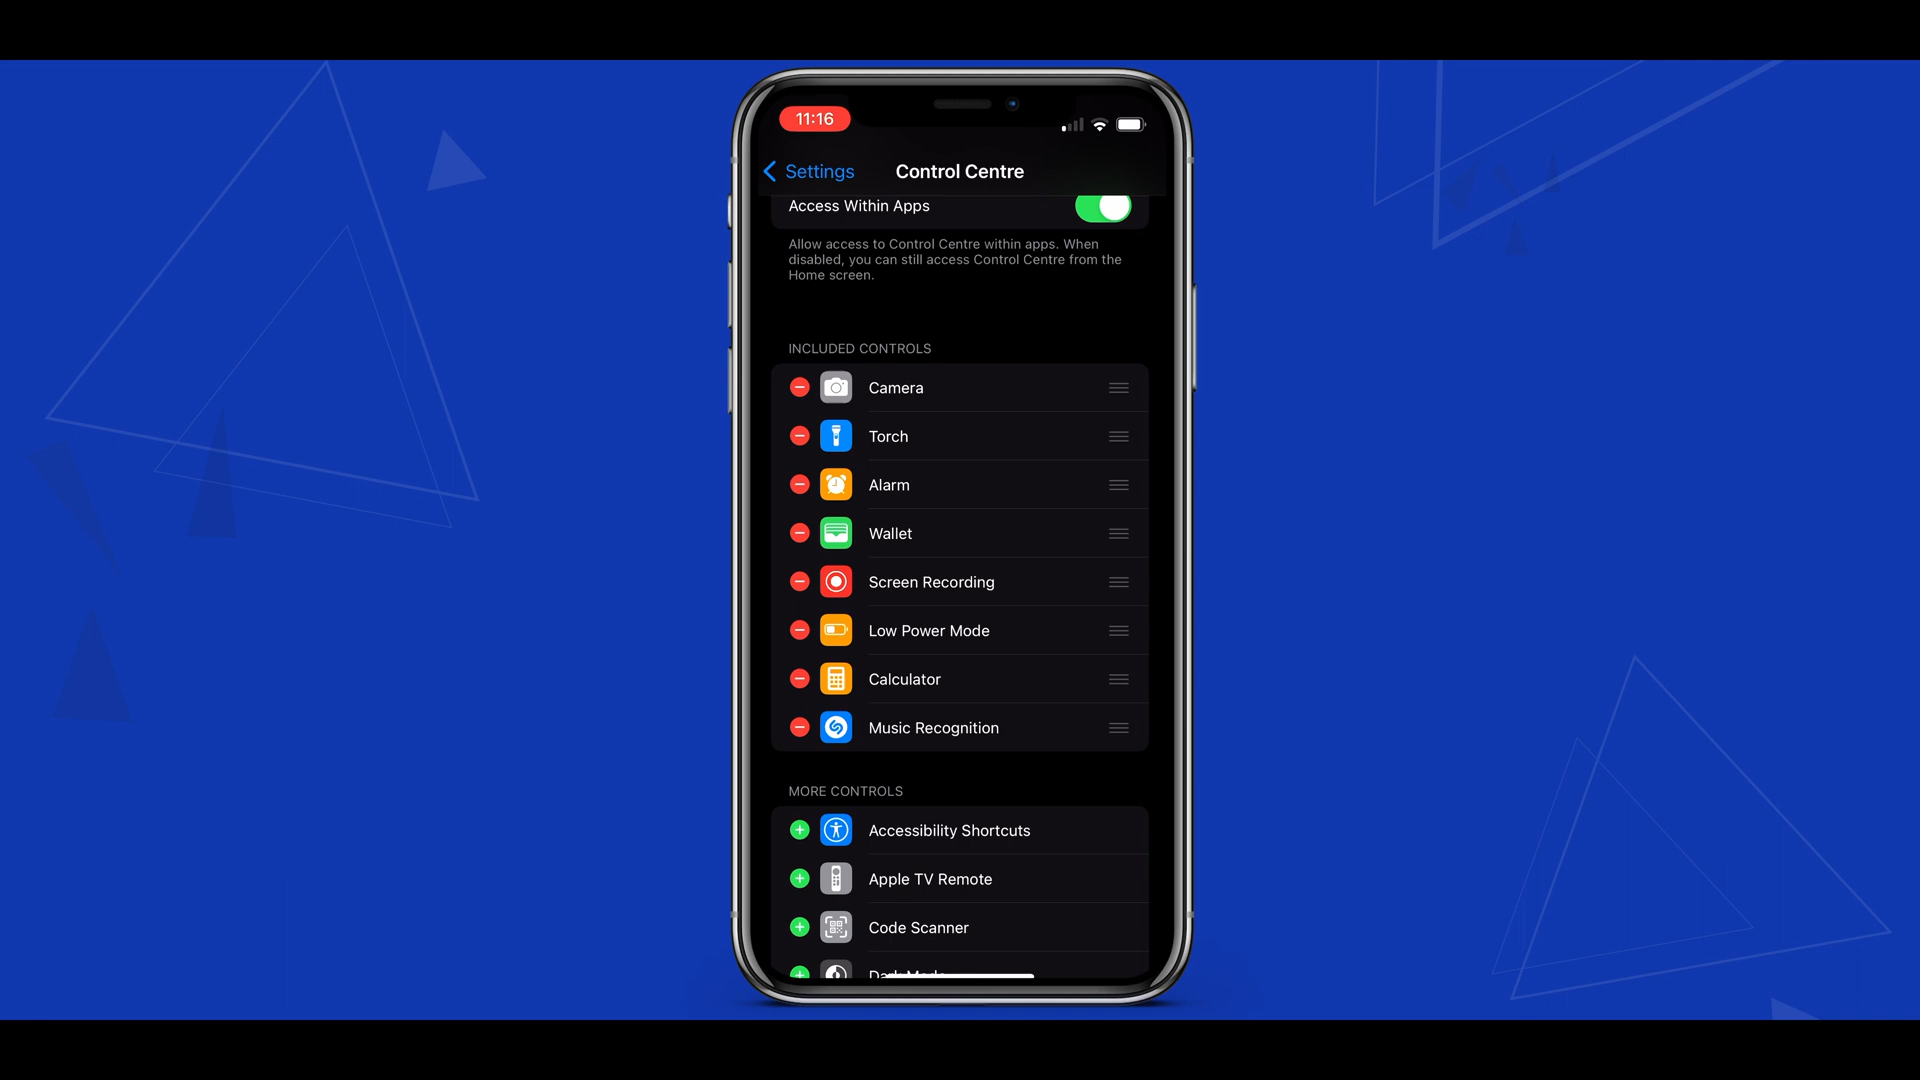 11:16
Settings
Control Centre
Access Within Apps
Allow access to Control Centre within apps. When
disabled, you can still access Control Centre from the
Home screen.
INCLUDED CONTROLS
Camera
Torch
Alarm
Wallet
Screen Recording
Low Power Mode
Calculator
Music Recognition
MORE CONTROLS
Accessibility Shortcuts
Apple TV Remote
Code Scanner
Dark Mode